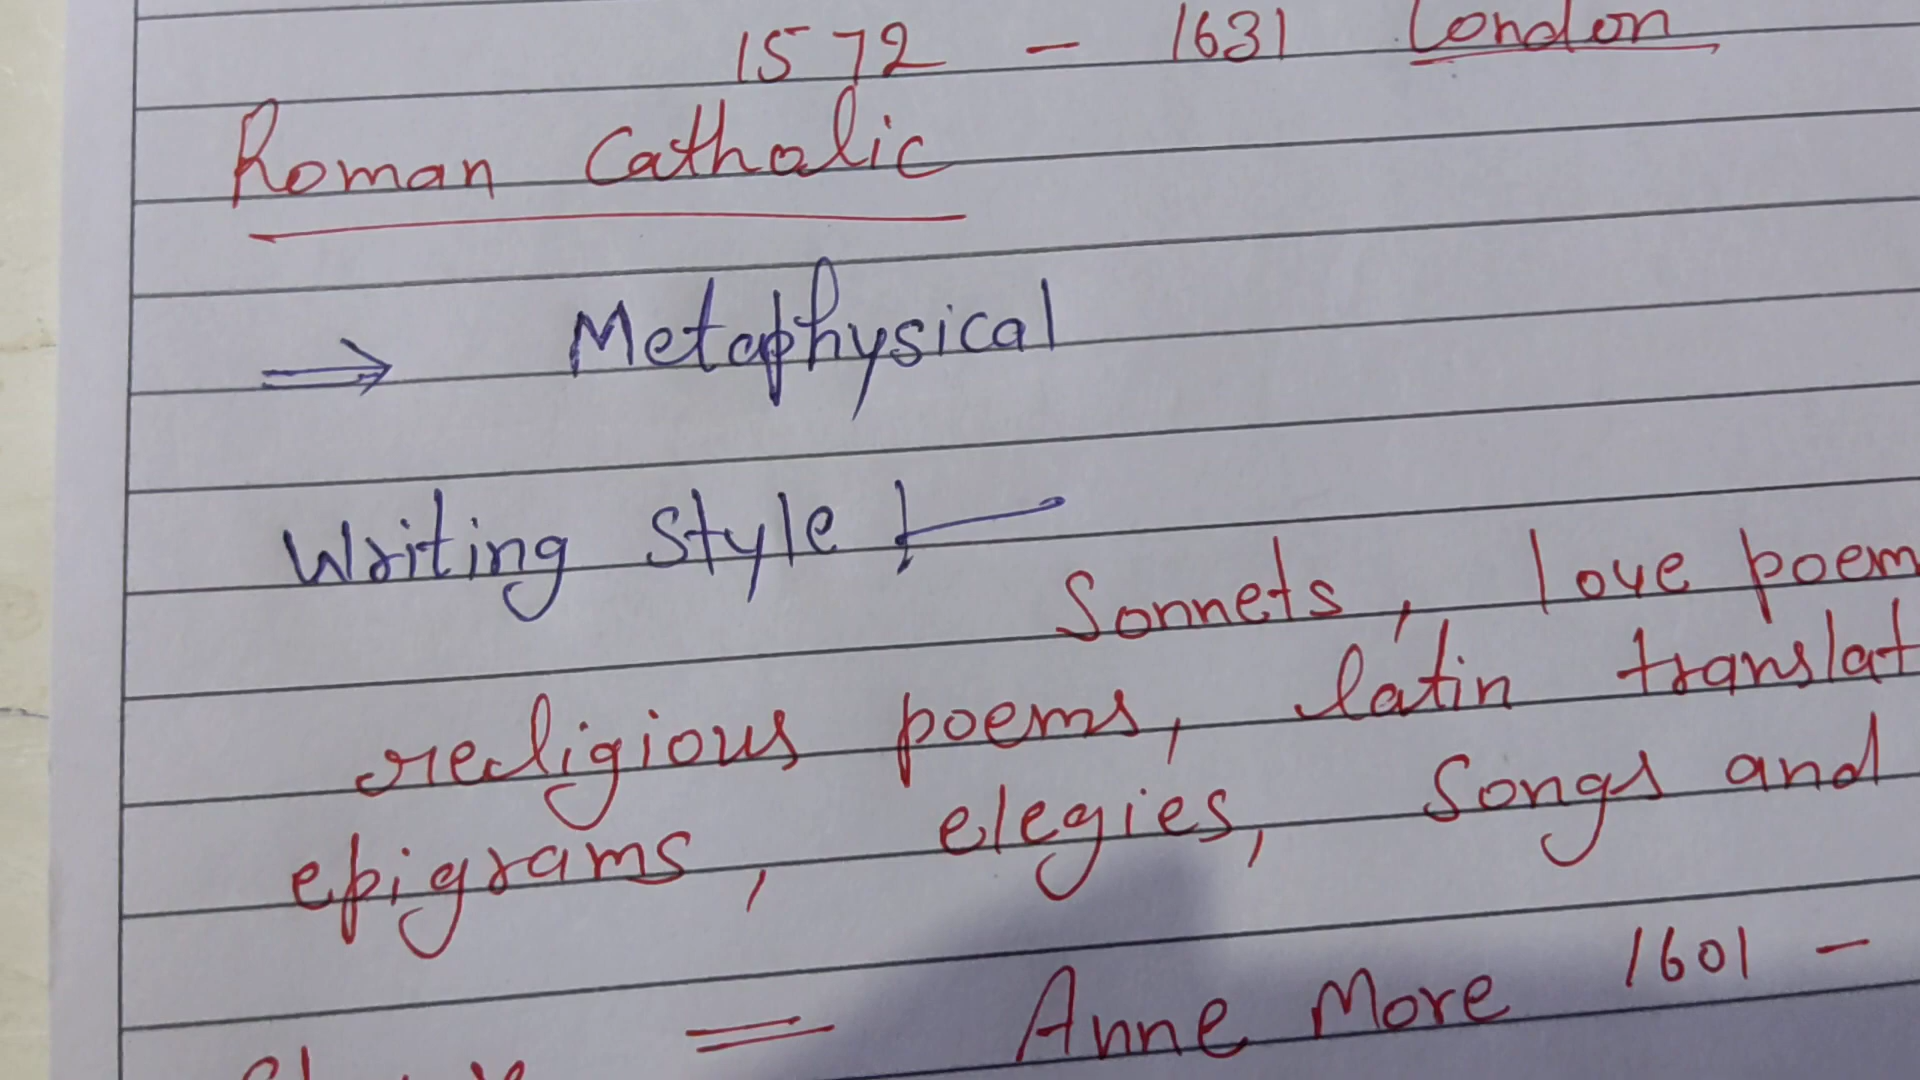 1572 - 1631 London
Roman Catholic
⇒ Metaphysical
Writing Style :-
Sonnets, love poem
religious poems, latin translat
epigrams, elegies, Songs and
= Anne More 1601 -